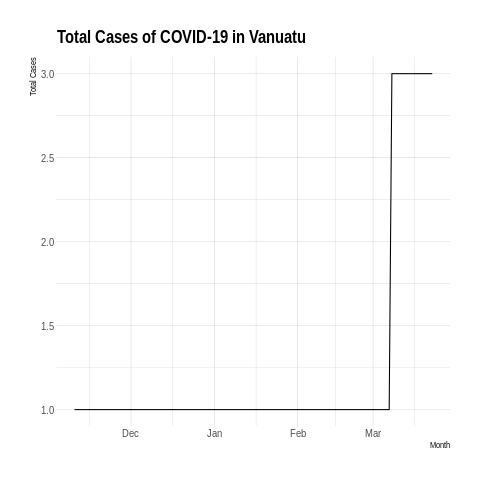 Total Cases of COVID-19 in Vanuatu
Total Cases
3.0
2.5
2.0
1.5
1.0
Dec Jan Feb Mar
Month